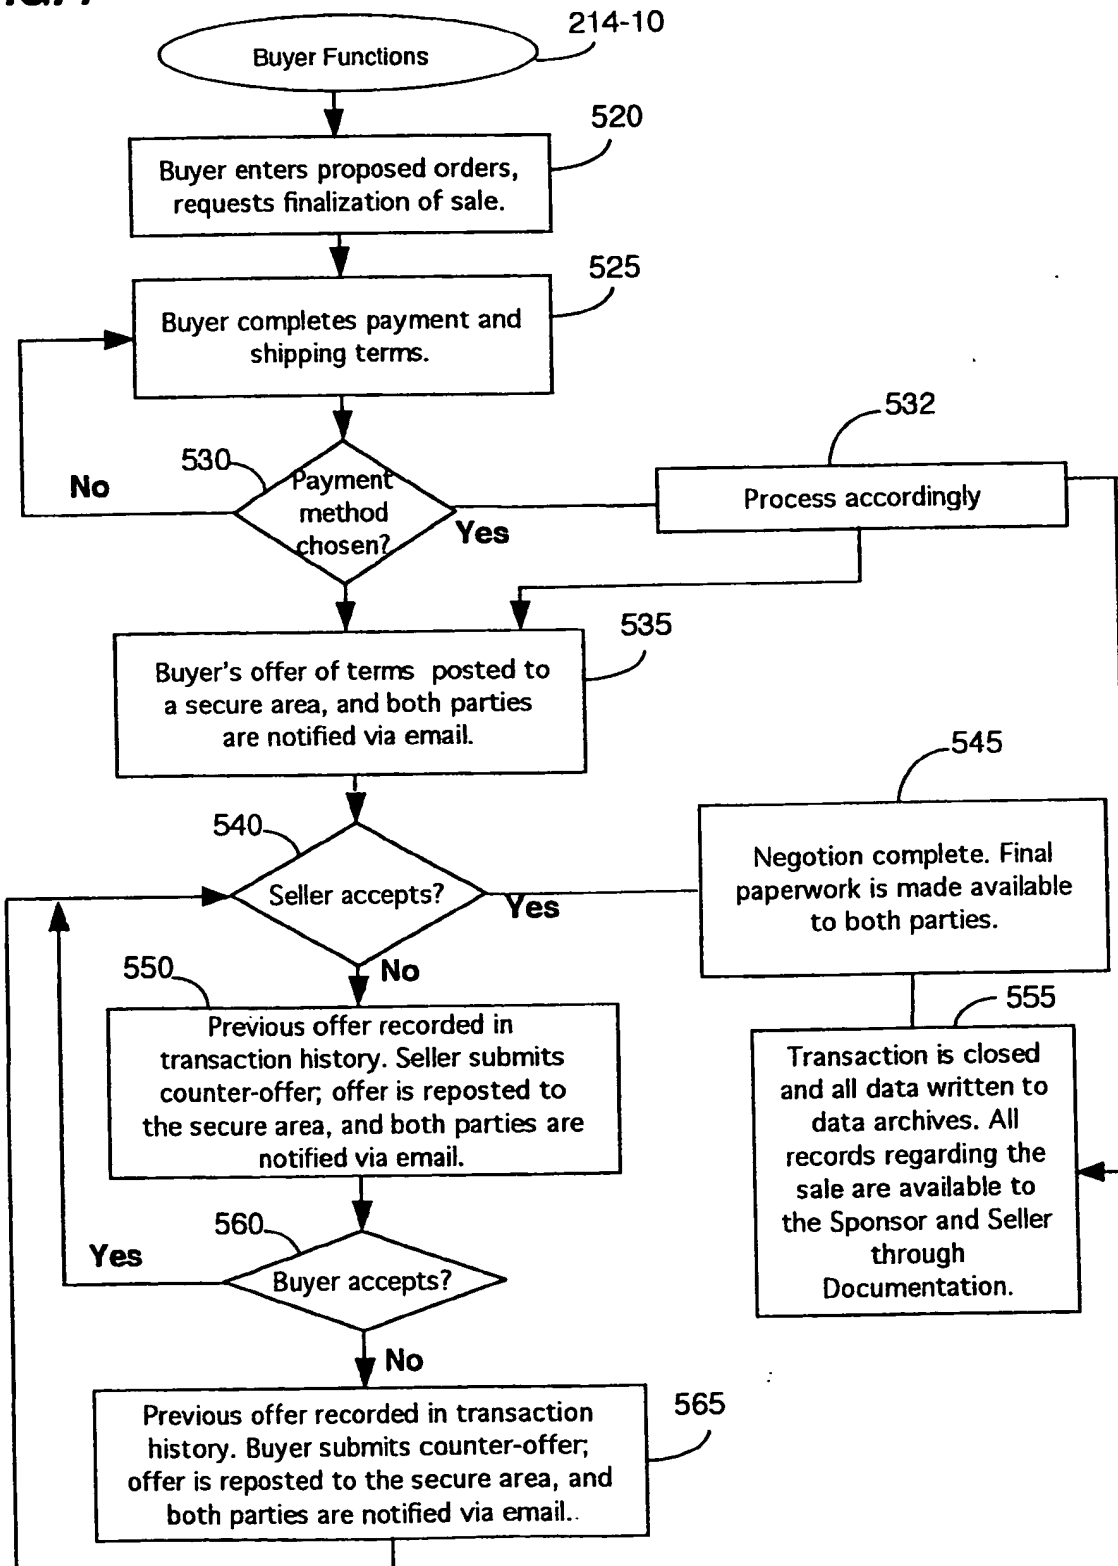 214-10
Buyer Functions
520
Buyer enters proposed orders,
requests finalization of sale.
525
Buyer completes payment and
shipping terms.
532
530
Payment
method
chosen?
No
Yes
Process accordingly
535
Buyer's offer of terms posted to
a secure area, and both parties
are notified via email.
545
540
Seller accepts?
Yes
No
Negotion complete. Final
paperwork is made available
to both parties.
550
Previous offer recorded in
transaction history. Seller submits
counter-offer; offer is reposted to
the secure area, and both parties are
notified via email.
555
Transaction is closed
and all data written to
data archives. All
records regarding the
sale are available to
the Sponsor and Seller
through
Documentation.
560
Yes
Buyer accepts?
No
565
Previous offer recorded in transaction
history. Buyer submits counter-offer;
offer is reposted to the secure area, and
both parties are notified via email..